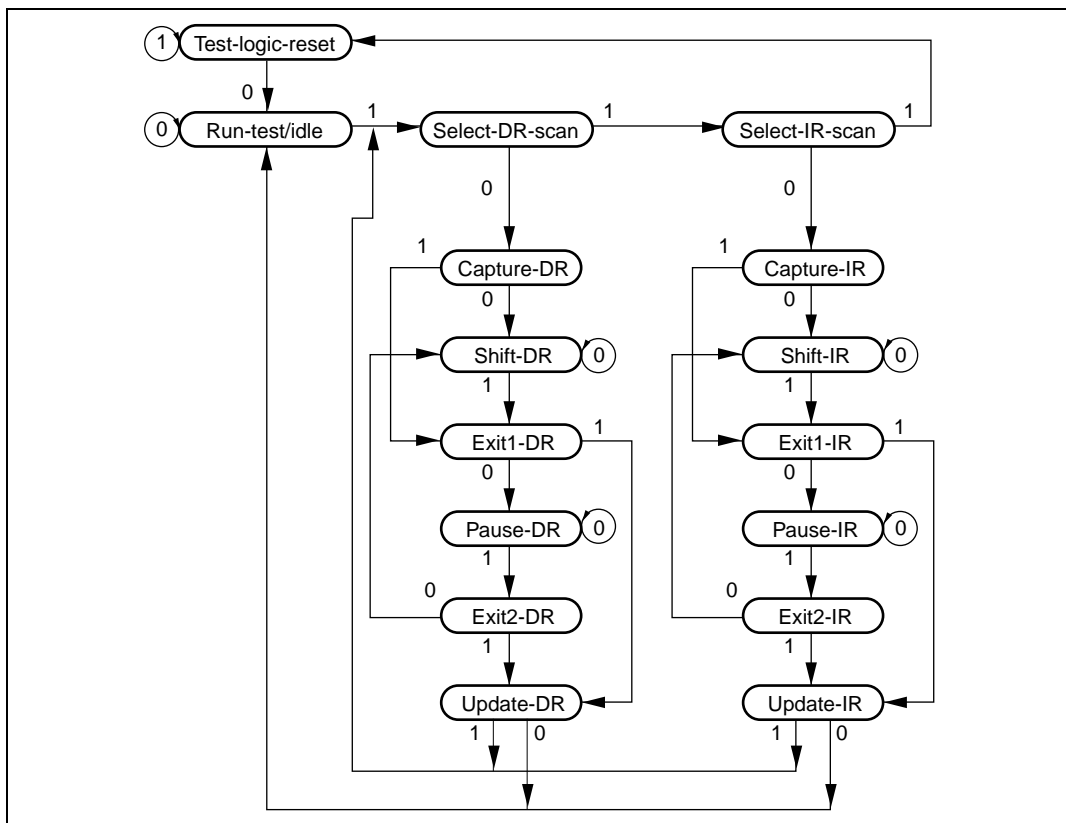 1 Test-logic-reset
0
0 Run-test/idle 1 Select-DR-scan 1 Select-IR-scan 1
0 0
1 1
Capture-DR Capture-IR
0 0
Shift-DR 0 Shift-IR 0
1 1
Exit1-DR 1 Exit1-IR 1
0 0
Pause-DR 0 Pause-IR 0
1 1
0 0
Exit2-DR Exit2-IR
1 1
Update-DR Update-IR
1 0 1 0